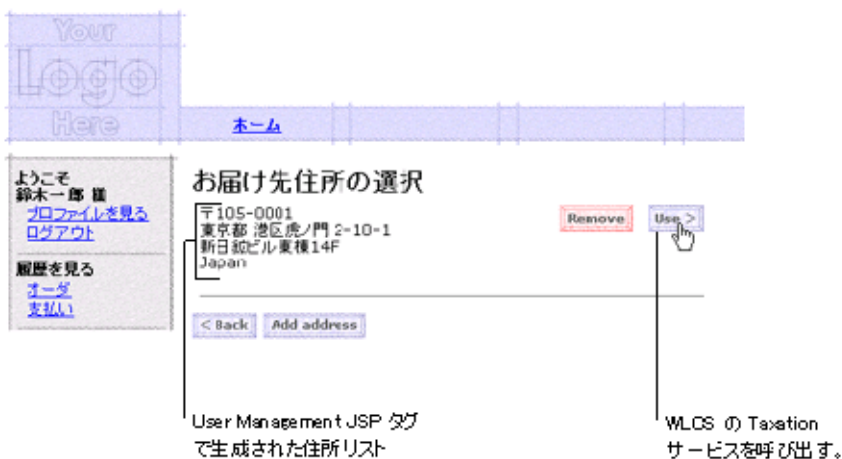 Your
Logo
Here
ホーム
ようこそ
鈴木一郎 様
プロファイルを見る
ログアウト
履歴を見る
オーダ
支払い
お届け先住所の選択
〒105-0001
東京都 港区虎ノ門 2-10-1
新日鉱ビル東棟14F
Japan
Remove
Use >
< Back
Add address
User Management JSP タグ
で生成された住所リスト
WLCS の Taxation
サービスを呼び出す。